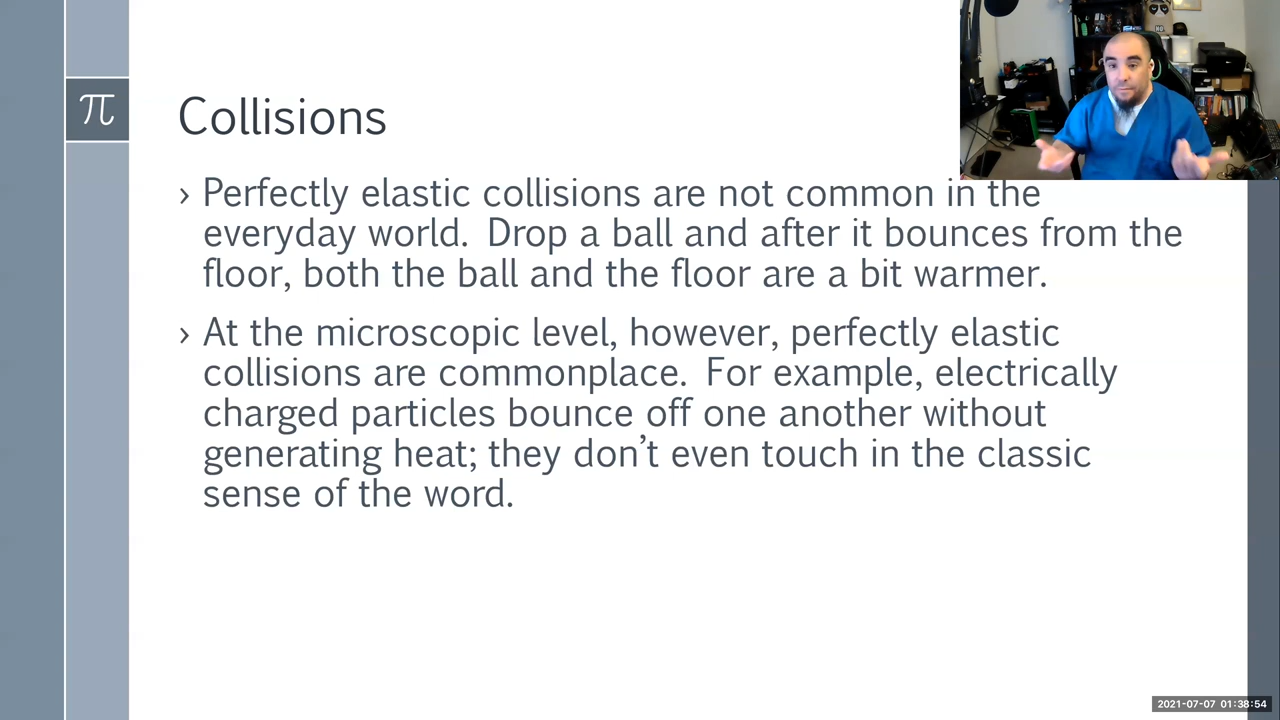 π
Collisions
› Perfectly elastic collisions are not common in the
everyday world. Drop a ball and after it bounces from the
floor, both the ball and the floor are a bit warmer.
› At the microscopic level, however, perfectly elastic
collisions are commonplace. For example, electrically
charged particles bounce off one another without
generating heat; they don’t even touch in the classic
sense of the word.
2021-07-07 01:38:54